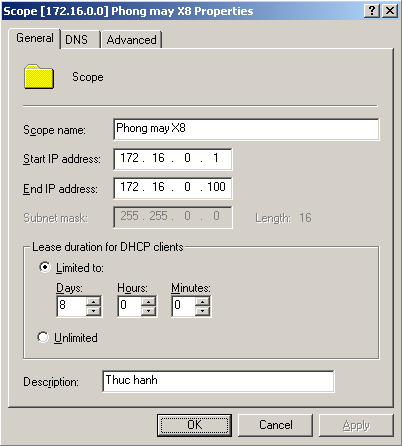 Scope [172.16.0.0] Phong may X8 Properties
General DNS Advanced
Scope
Scope name: Phong may X8
Start IP address: 172 . 16 . 0 . 1
End IP address: 172 . 16 . 0 . 100
Subnet mask: 255 . 255 . 0 . 0 Length: 16
Lease duration for DHCP clients
Limited to:
Days: Hours: Minutes:
8 0 0
Unlimited
Description: Thuc hanh
OK Cancel Apply